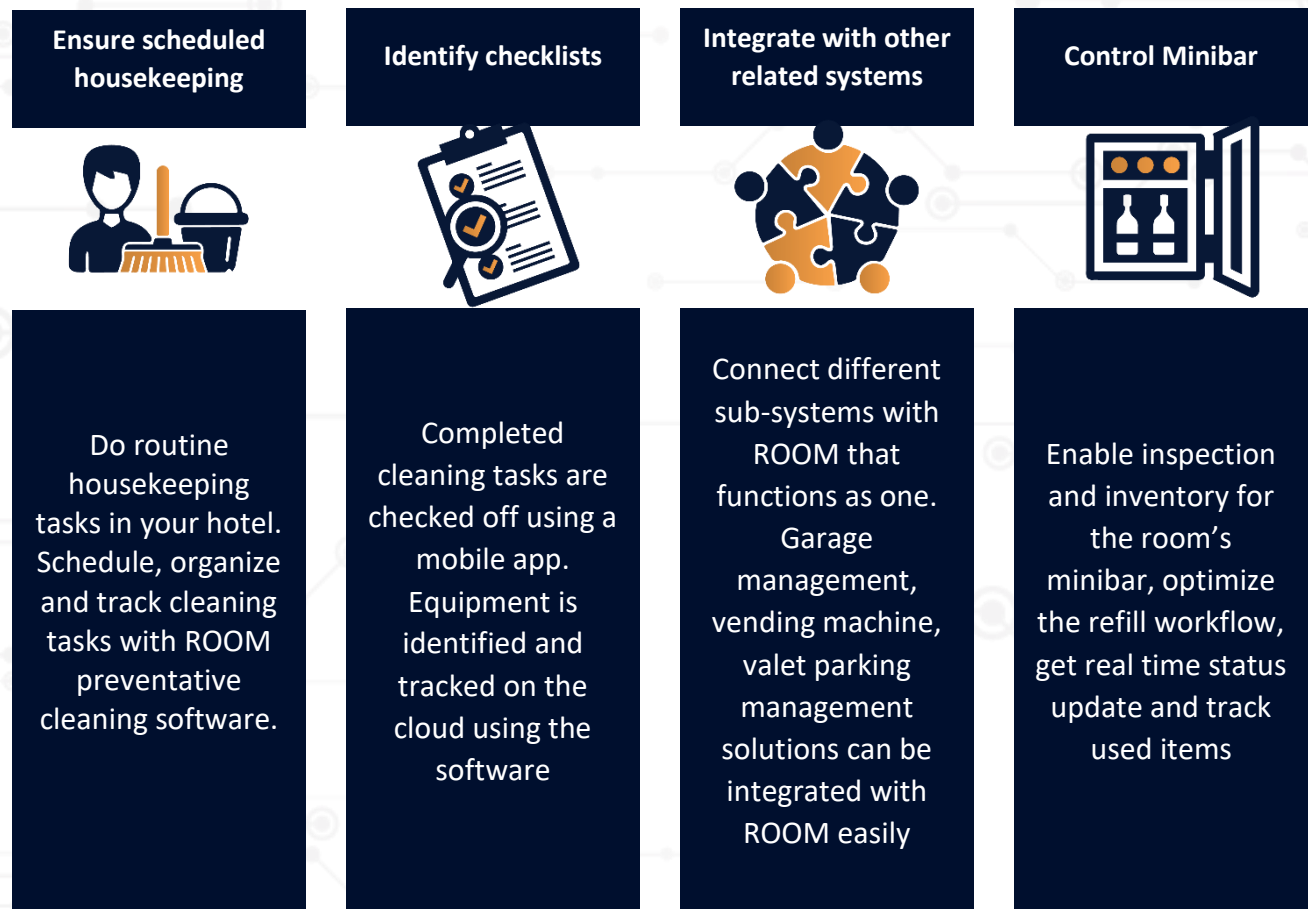 Ensure scheduled
housekeeping
Do routine
housekeeping
tasks in your hotel.
Schedule, organize
and track cleaning
tasks with ROOM
preventative
cleaning software.
Identify checklists
Completed
cleaning tasks are
checked off using a
mobile app.
Equipment is
identified and
tracked on the
cloud using the
software
Integrate with other
related systems
Connect different
sub-systems with
ROOM that
functions as one.
Garage
management,
vending machine,
valet parking
management
solutions can be
integrated with
ROOM easily
Control Minibar
Enable inspection
and inventory for
the room’s
minibar, optimize
the refill workflow,
get real time status
update and track
used items